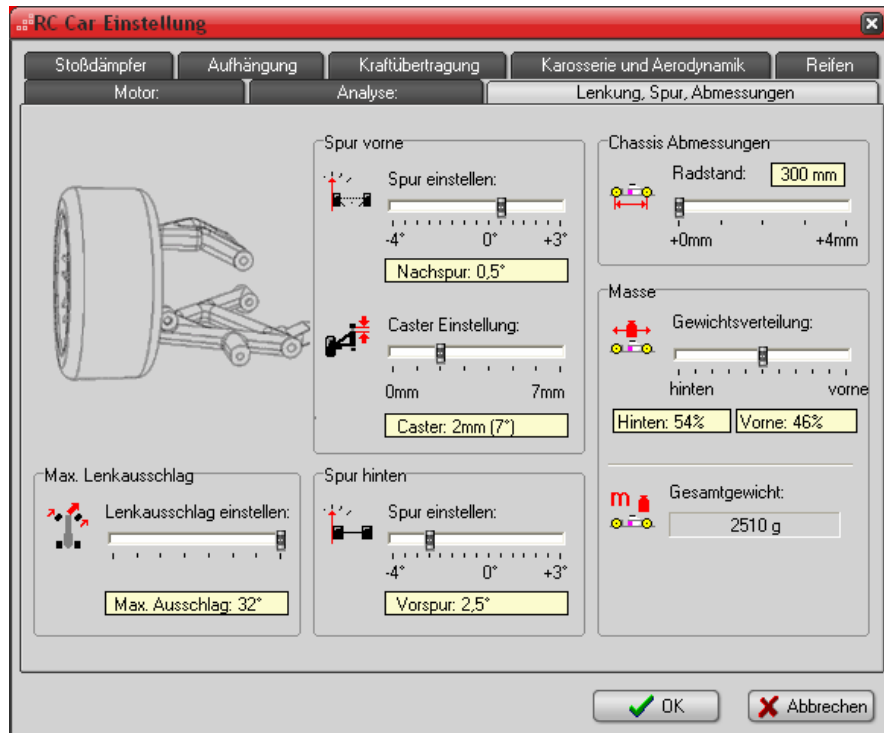 RC Car Einstellung
Stoßdämpfer
Aufhängung
Kraftübertragung
Karosserie und Aerodynamik
Reifen
Motor:
Analyse:
Lenkung, Spur, Abmessungen
Spur vorne
Spur einstellen:
-4° 0° +3°
Nachspur: 0,5°
Caster Einstellung:
0mm 7mm
Caster: 2mm (7°)
Chassis Abmessungen
Radstand: 300 mm
+0mm +4mm
Masse
Gewichtsverteilung:
hinten vorne
Hinten: 54% Vorne: 46%
m
Gesamtgewicht:
2510 g
Max. Lenkausschlag
Lenkausschlag einstellen:
Max. Ausschlag: 32°
Spur hinten
Spur einstellen:
-4° 0° +3°
Vorspur: 2,5°
OK
Abbrechen